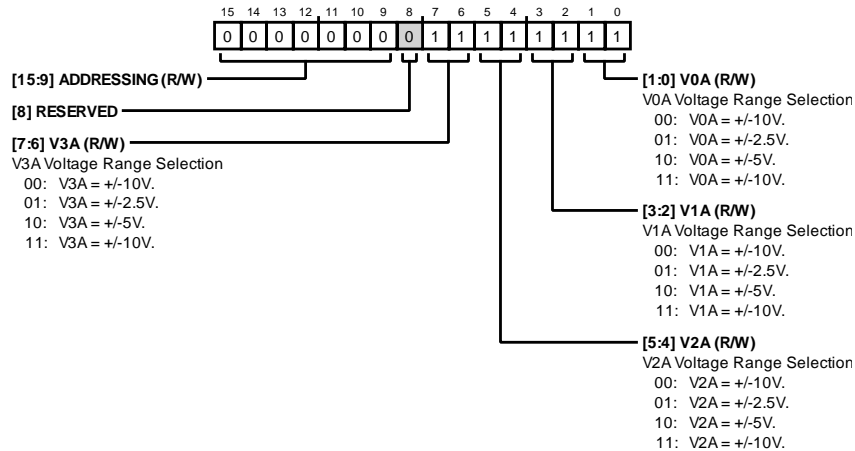 15 14 13 12 11 10 9 8 7 6 5 4 3 2 1 0
0 0 0 0 0 0 0 0 1 1 1 1 1 1 1 1
[15:9] ADDRESSING (R/W)
[8] RESERVED
[7:6] V3A (R/W)
V3A Voltage Range Selection
00: V3A = +/-10V.
01: V3A = +/-2.5V.
10: V3A = +/-5V.
11: V3A = +/-10V.
[1:0] V0A (R/W)
V0A Voltage Range Selection
00: V0A = +/-10V.
01: V0A = +/-2.5V.
10: V0A = +/-5V.
11: V0A = +/-10V.
[3:2] V1A (R/W)
V1A Voltage Range Selection
00: V1A = +/-10V.
01: V1A = +/-2.5V.
10: V1A = +/-5V.
11: V1A = +/-10V.
[5:4] V2A (R/W)
V2A Voltage Range Selection
00: V2A = +/-10V.
01: V2A = +/-2.5V.
10: V2A = +/-5V.
11: V2A = +/-10V.